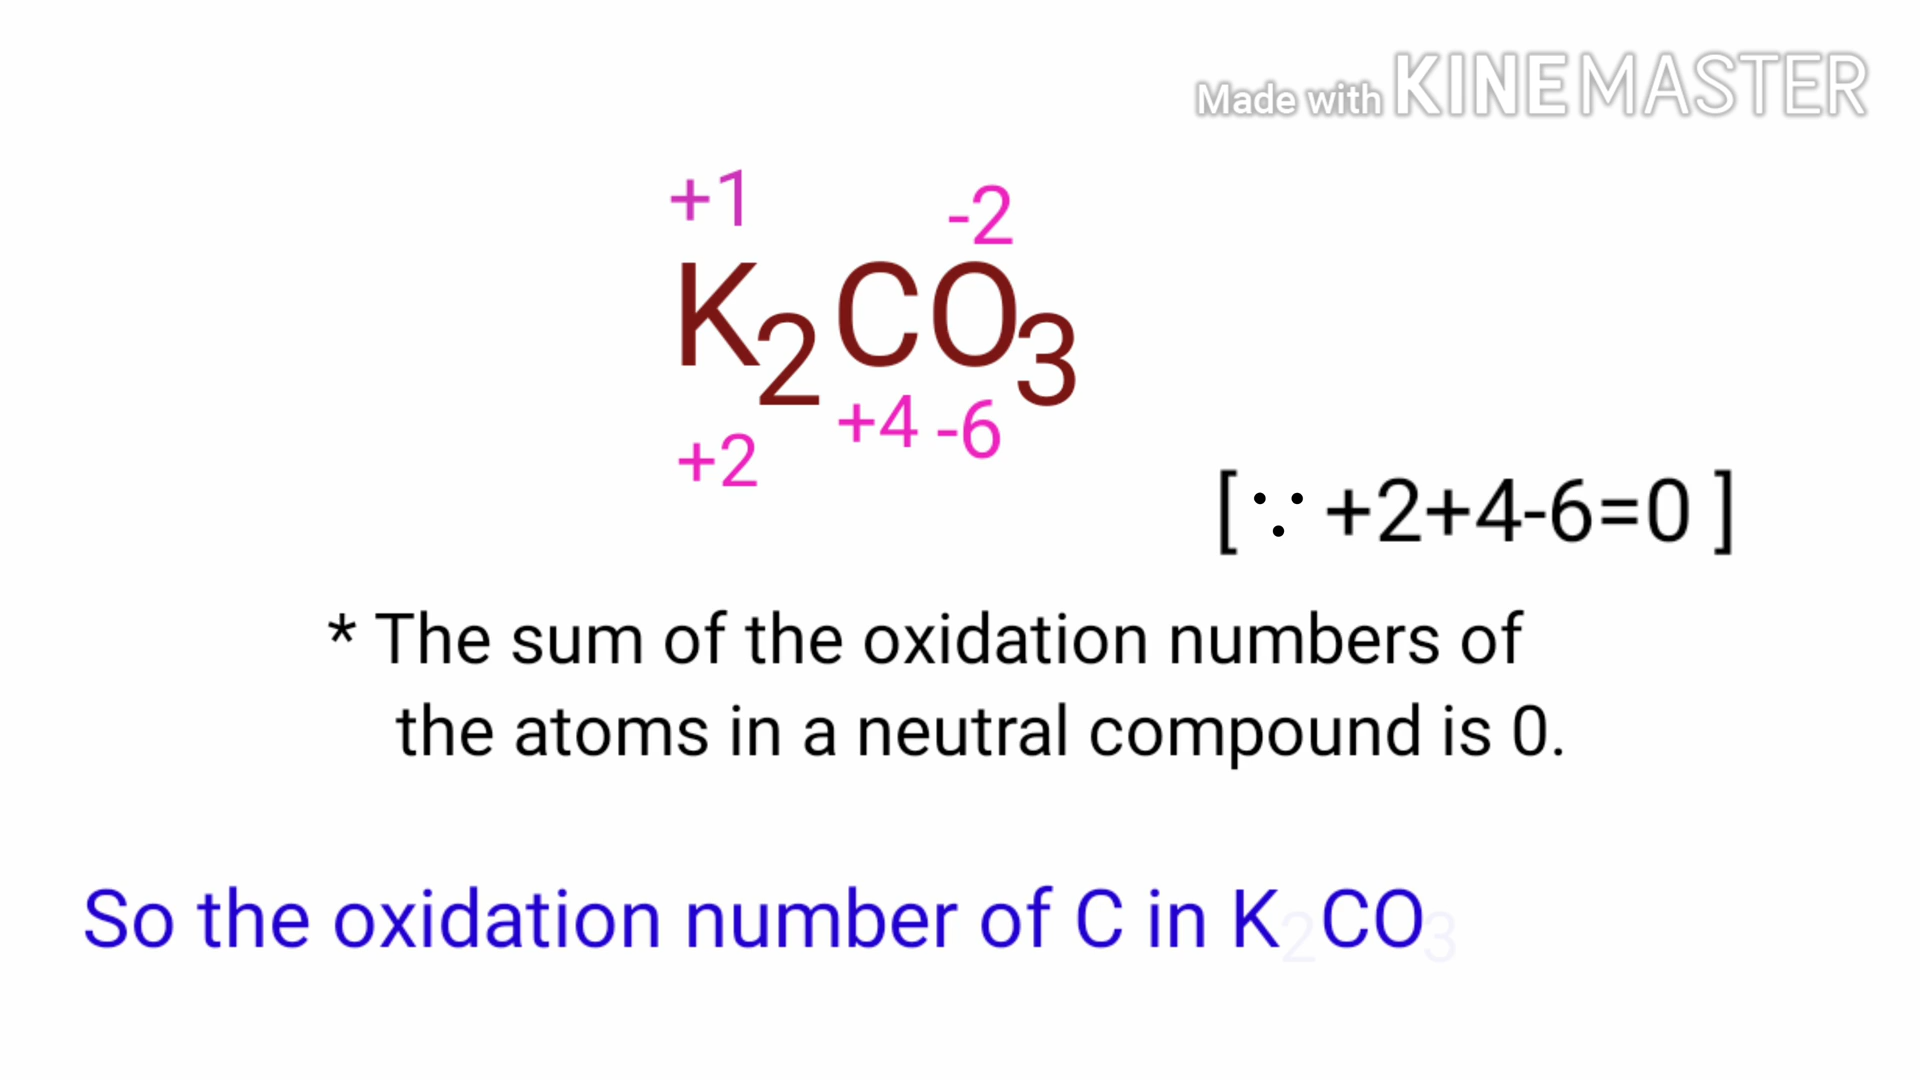 Made with KINEMASTER
+1 -2
K₂CO₃
+2 +4 -6
[∵ +2+4-6=0 ]
* The sum of the oxidation numbers of
the atoms in a neutral compound is 0.
So the oxidation number of C in K₂CO₃